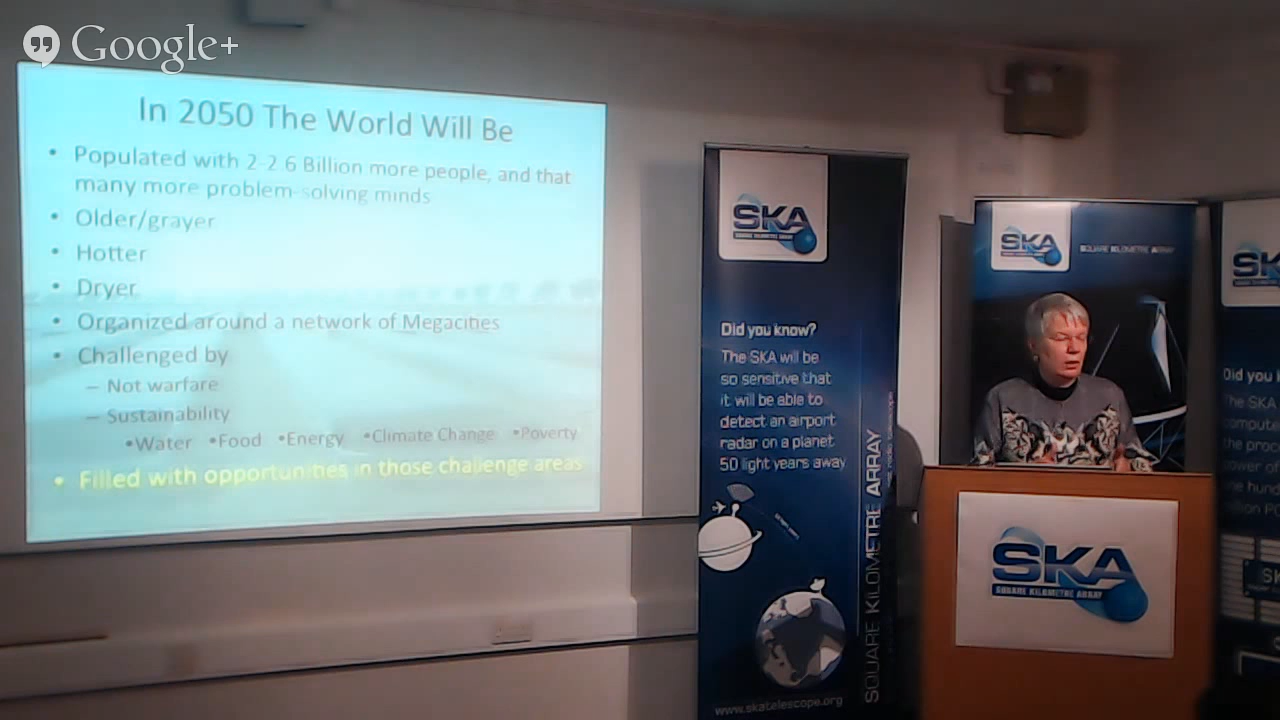 Google+
In 2050 The World Will Be
• Populated with 2-2.6 Billion more people, and that
many more problem-solving minds
• Older/grayer
• Hotter
• Dryer
• Organized around a network of Megacities
• Challenged by
– Not warfare
– Sustainability
•Water •Food •Energy •Climate Change •Poverty
• Filled with opportunities in those challenge areas
SKA
SQUARE KILOMETRE ARRAY
Did you know?
The SKA will be
so sensitive that
it will be able to
detect an airport
radar on a planet
50 light years away
SQUARE KILOMETRE ARRAY
www.skatelescope.org
SKA
SQUARE KILOMETRE ARRAY
SKA
SQUARE KILOMETRE ARRAY
SK
Did you
The SKA